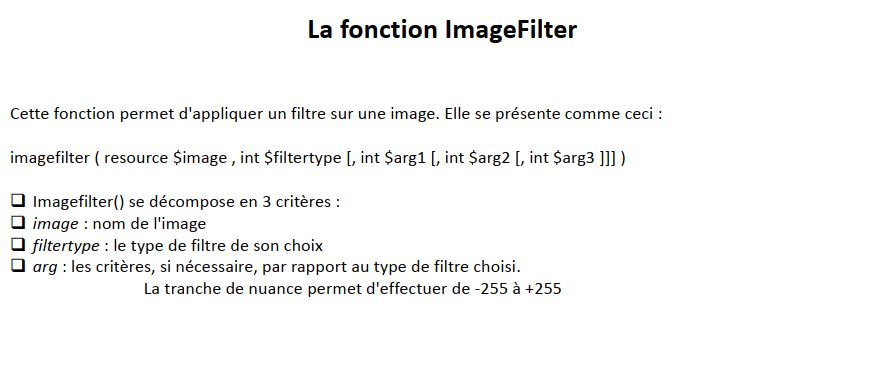 La fonction ImageFilter
Cette fonction permet d'appliquer un filtre sur une image. Elle se présente comme ceci :
imagefilter ( resource $image , int $filtertype [, int $arg1 [, int $arg2 [, int $arg3 ]]] )
❑ Imagefilter() se décompose en 3 critères :
❑ image : nom de l'image
❑ filtertype : le type de filtre de son choix
❑ arg : les critères, si nécessaire, par rapport au type de filtre choisi.
La tranche de nuance permet d'effectuer de -255 à +255